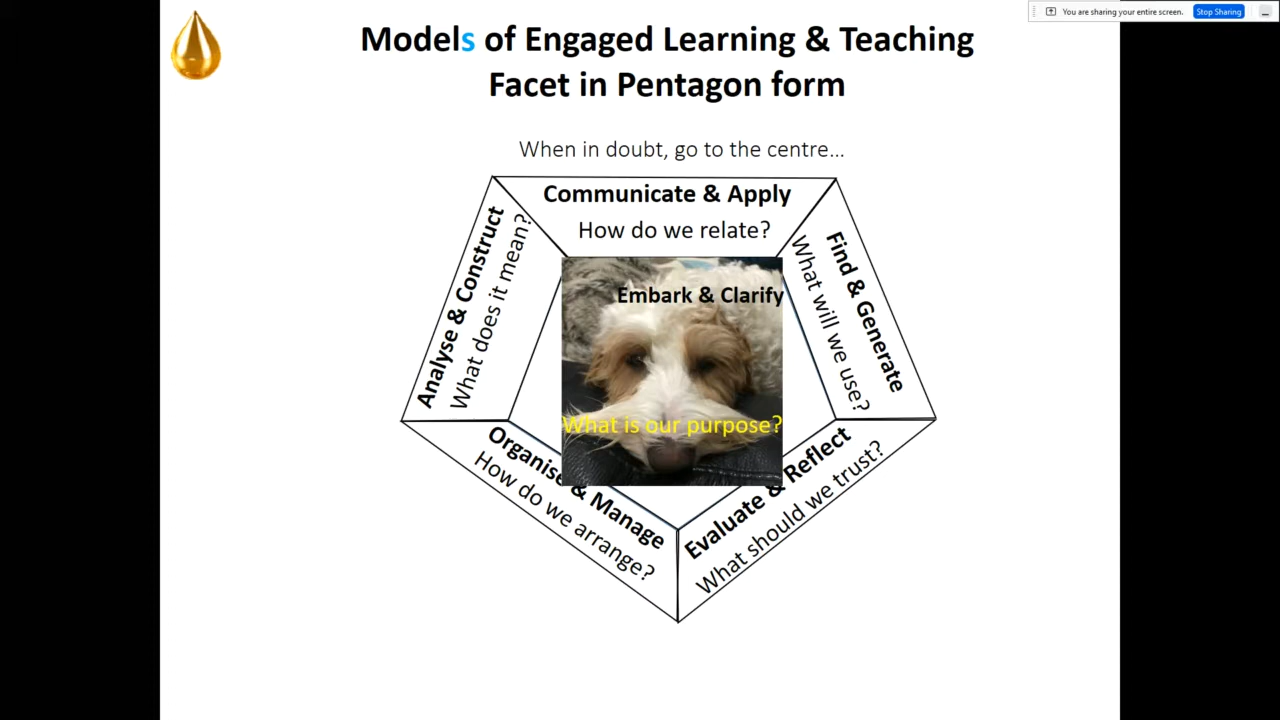 You are sharing your entire screen.
Stop Sharing
Models of Engaged Learning & Teaching
Facet in Pentagon form
When in doubt, go to the centre…
Communicate & Apply
How do we relate?
Find & Generate
What will we use?
Analyse & Construct
What does it mean?
Embark & Clarify
What is our purpose?
Organise & Manage
How do we arrange?
Evaluate & Reflect
What should we trust?